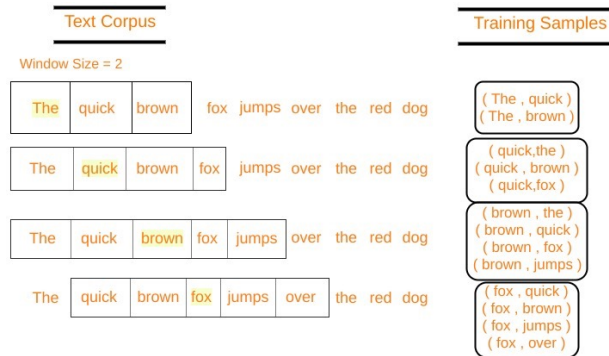 Text Corpus
Training Samples
Window Size = 2
The quick brown fox jumps over the red dog
( The , quick )
( The , brown )
The quick brown fox jumps over the red dog
( quick,the )
( quick , brown )
( quick,fox )
The quick brown fox jumps over the red dog
( brown , the )
( brown , quick )
( brown , fox )
( brown , jumps )
The quick brown fox jumps over the red dog
( fox , quick )
( fox , brown )
( fox , jumps )
( fox , over )